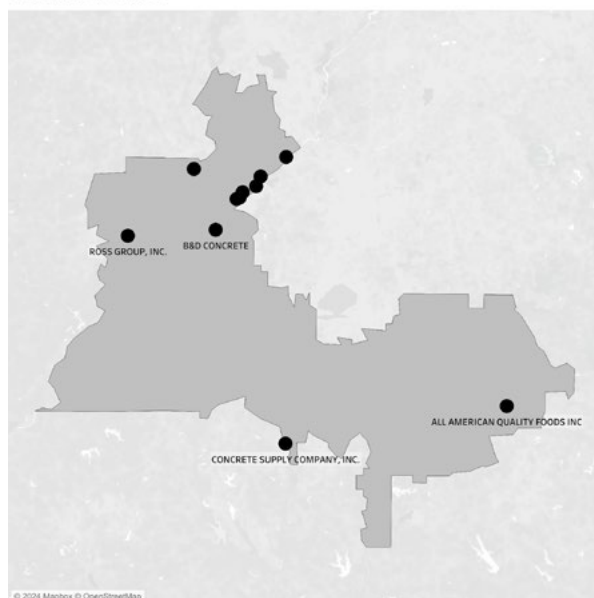 B&D CONCRETE
ROSS GROUP, INC.
ALL AMERICAN QUALITY FOODS INC
CONCRETE SUPPLY COMPANY, INC.
© 2024 Mapbox © OpenStreetMap